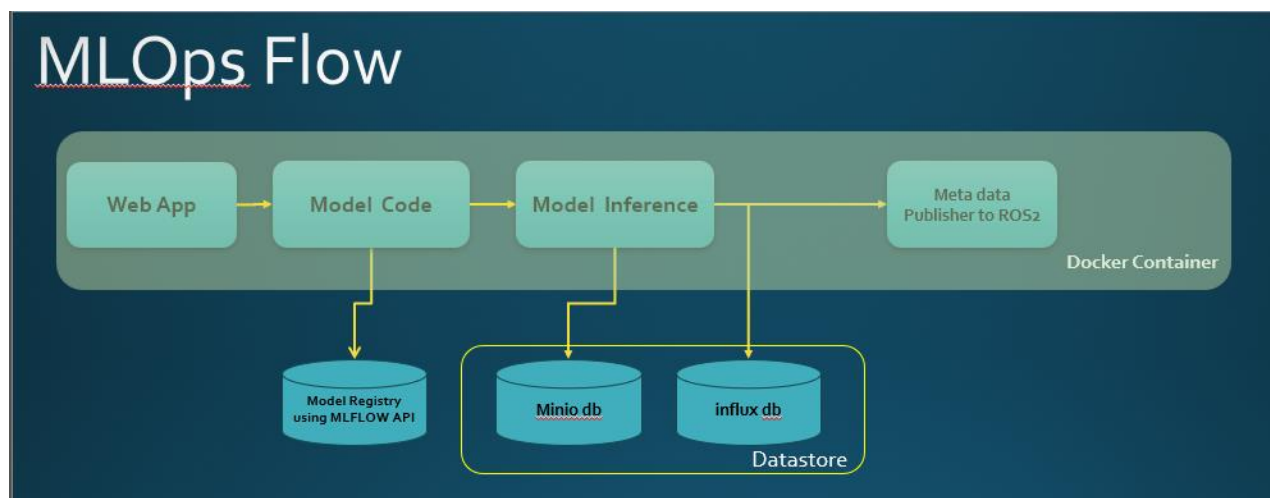 MLOps Flow
Web App
Model Code
Model Inference
Meta data
Publisher to ROS2
Docker Container
Model Registry
using MLFLOW API
Minio db
influx db
Datastore